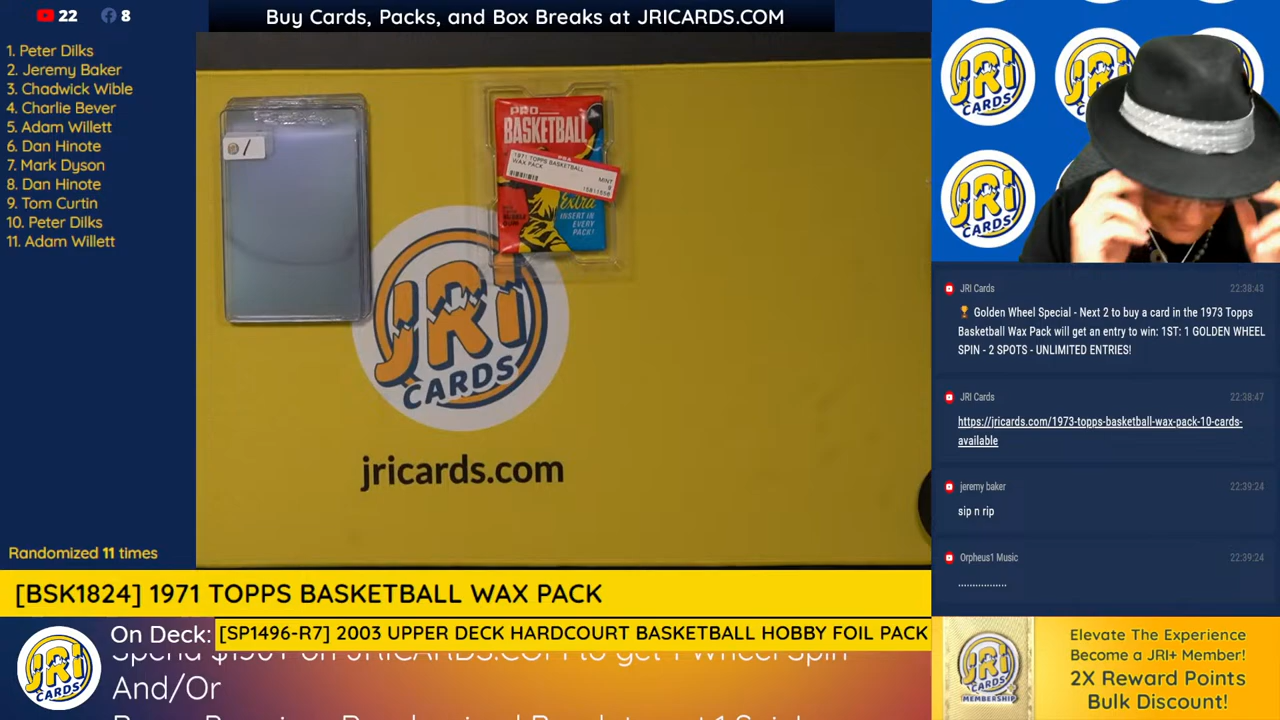 22 8
Buy Cards, Packs, and Box Breaks at JRICARDS.COM
1. Peter Dilks
2. Jeremy Baker
3. Chadwick Wible
4. Charlie Bever
5. Adam Willett
6. Dan Hinote
7. Mark Dyson
8. Dan Hinote
9. Tom Curtin
10. Peter Dilks
11. Adam Willett
Randomized 11 times
1
PRO
BASKETBALL
1971 TOPPS BASKETBALL
WAX PACK
MINT
9
Extra
INSERT IN
EVERY
PACK!
JRI
CARDS
jricards.com
JRI
CARDS
JRI
CARDS
JRI Cards 22:38:43
🏆 Golden Wheel Special - Next 2 to buy a card in the 1973 Topps
Basketball Wax Pack will get an entry to win: 1ST: 1 GOLDEN WHEEL
SPIN - 2 SPOTS - UNLIMITED ENTRIES!
JRI Cards 22:38:47
https://jricards.com/1973-topps-basketball-wax-pack-10-cards-
available
jeremy baker 22:39:24
sip n rip
Orpheus1 Music 22:39:24
.................
[BSK1824] 1971 TOPPS BASKETBALL WAX PACK
On Deck: [SP1496-R7] 2003 UPPER DECK HARDCOURT BASKETBALL HOBBY FOIL PACK
And/Or
JRI
CARDS
JRI
CARDS
MEMBERSHIP
Elevate The Experience
Become a JRI+ Member!
2X Reward Points
Bulk Discount!